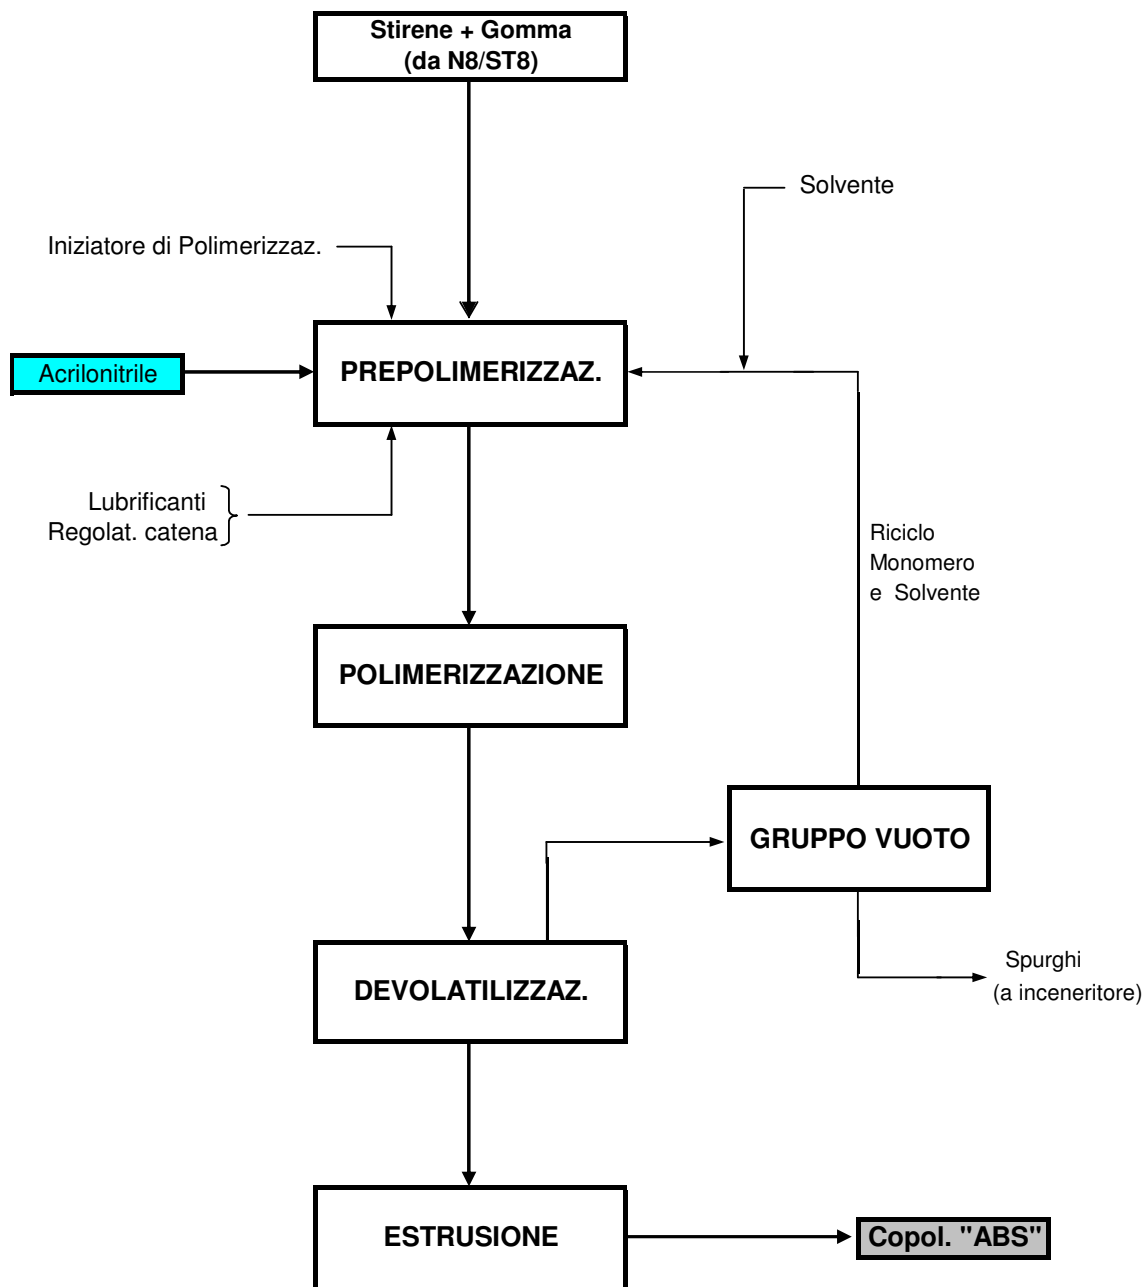 Stirene + Gomma
(da N8/ST8)
Solvente
Iniziatore di Polimerizzaz.
PREPOLIMERIZZAZ.
Acrilonitrile
Lubrificanti
Regolat. catena
Riciclo
Monomero
e Solvente
POLIMERIZZAZIONE
GRUPPO VUOTO
DEVOLATILIZZAZ.
Spurghi
(a inceneritore)
ESTRUSIONE
Copol. "ABS"